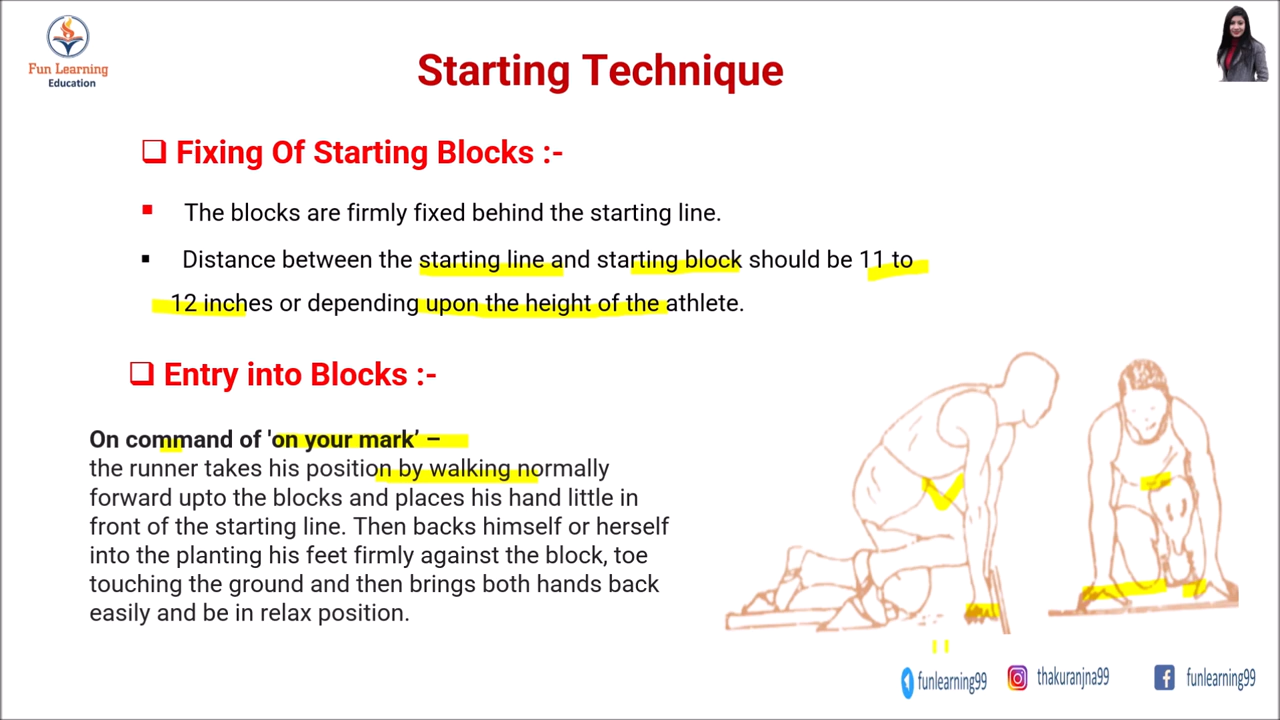 Fun Learning
Education
Starting Technique
Fixing Of Starting Blocks :-
The blocks are firmly fixed behind the starting line.
Distance between the starting line and starting block should be 11 to
12 inches or depending upon the height of the athlete.
Entry into Blocks :-
On command of 'on your mark’ –
the runner takes his position by walking normally
forward upto the blocks and places his hand little in
front of the starting line. Then backs himself or herself
into the planting his feet firmly against the block, toe
touching the ground and then brings both hands back
easily and be in relax position.
funlearning99 thakuranjna99 funlearning99